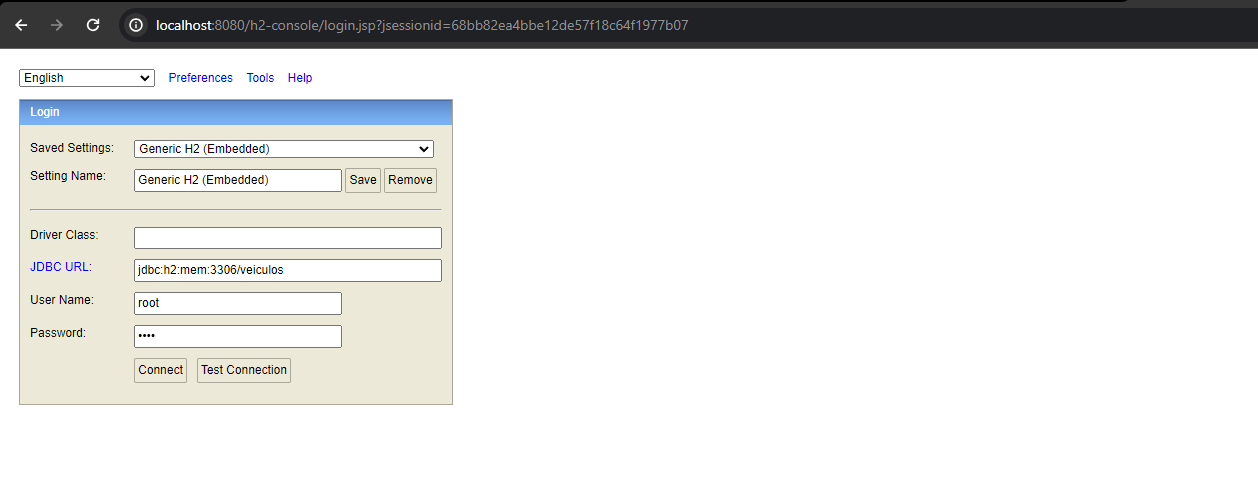 localhost:8080/h2-console/login.jsp?jsessionid=68bb82ea4bbe12de57f18c64f1977b07
English Preferences Tools Help
Login
Saved Settings: Generic H2 (Embedded)
Setting Name: Generic H2 (Embedded) Save Remove
Driver Class:
JDBC URL: jdbc:h2:mem:3306/veiculos
User Name: root
Password: ••••
Connect Test Connection